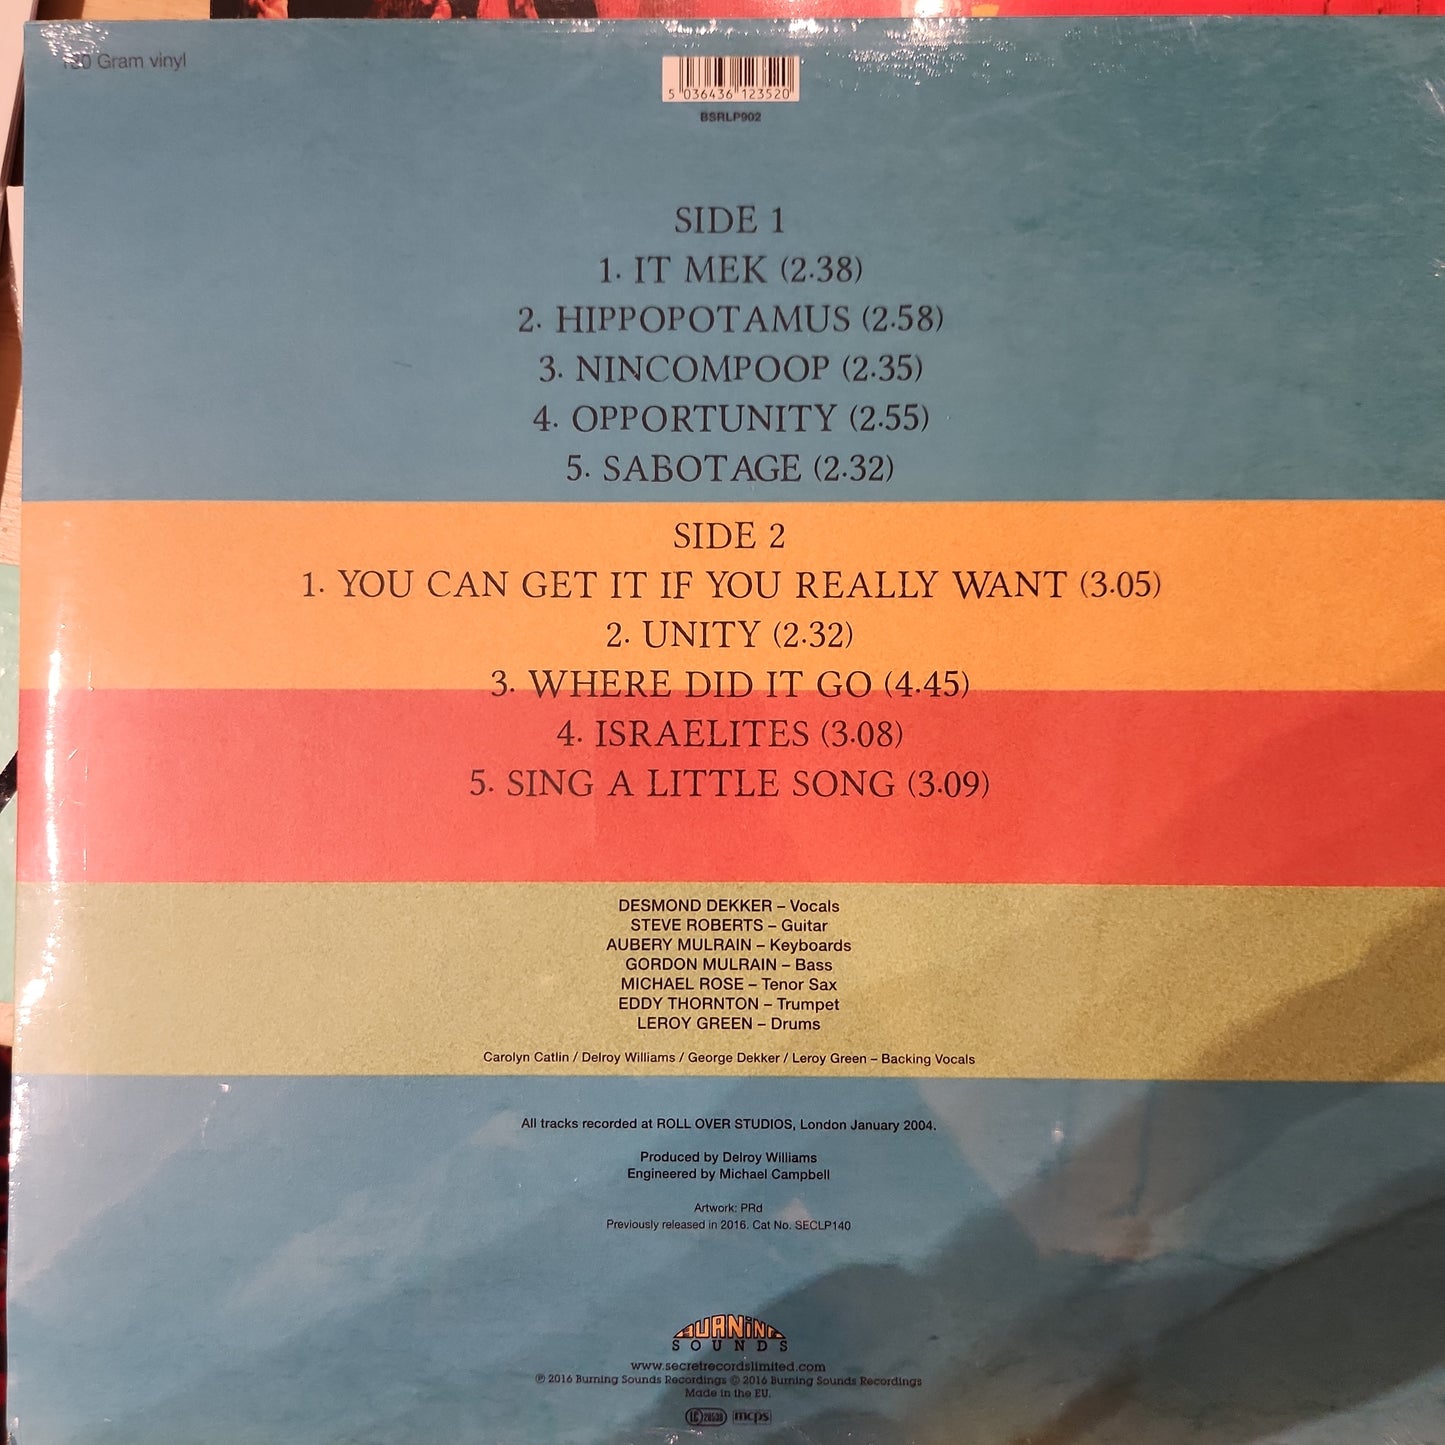 Gram vinyl
5 036436 123520
BSRLP902
SIDE 1
1. IT MEK (2.38)
2. HIPPOPOTAMUS (2.58)
3. NINCOMPOOP (2.35)
4. OPPORTUNITY (2.55)
5. SABOTAGE (2.32)
SIDE 2
1. YOU CAN GET IT IF YOU REALLY WANT (3.05)
2. UNITY (2.32)
3. WHERE DID IT GO (4.45)
4. ISRAELITES (3.08)
5. SING A LITTLE SONG (3.09)
DESMOND DEKKER – Vocals
STEVE ROBERTS – Guitar
AUBERY MULRAIN – Keyboards
GORDON MULRAIN – Bass
MICHAEL ROSE – Tenor Sax
EDDY THORNTON – Trumpet
LEROY GREEN – Drums
Carolyn Catlin / Delroy Williams / George Dekker / Leroy Green – Backing Vocals
All tracks recorded at ROLL OVER STUDIOS, London January 2004.
Produced by Delroy Williams
Engineered by Michael Campbell
Artwork: PRd
Previously released in 2016. Cat No. SECLP140
BURNING
SOUNDS
www.secretrecordslimited.com
℗ 2016 Burning Sounds Recordings © 2016 Burning Sounds Recordings
Made in the EU.
LC mcps